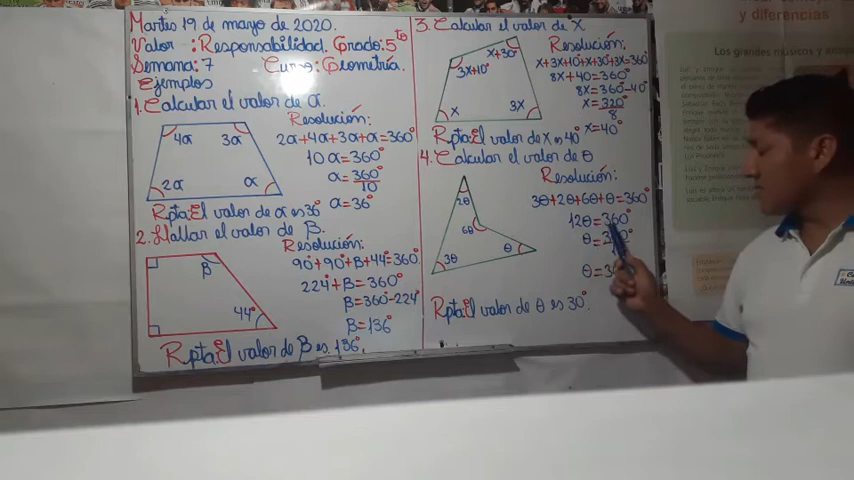 Martes 19 de mayo de 2020.
Valor : Responsabilidad. Grado: 5to
Semana: 7 Curso: Geometría.
Ejemplos
1. Calcular el valor de α.
Resolución:
4α 3α
2α α
2α+4α+3α+α=360°
10α=360°
α=360°/10
α=36°
Rpta: El valor de α es 36°
2. Hallar el valor de β.
Resolución:
β
44°
90°+90°+β+44°=360°
224°+β=360°
β=360°-224°
β=136°
Rpta: El valor de β es 136°.
3. Calcular el valor de X
Resolución:
x+30°
3x+10°
x 3x
x+3x+10°+x+30°+3x=360°
8x+40=360°
8x=360°-40°
x=320°/8
x=40°
Rpta: El valor de x es 40°
4. Calcular el valor de θ
Resolución:
2θ
6θ
θ
3θ
3θ+2θ+6θ+θ=360°
12θ=360°
θ=
θ=
Rpta: El valor de θ es 30°.
y diferencias
Los grandes músicos y